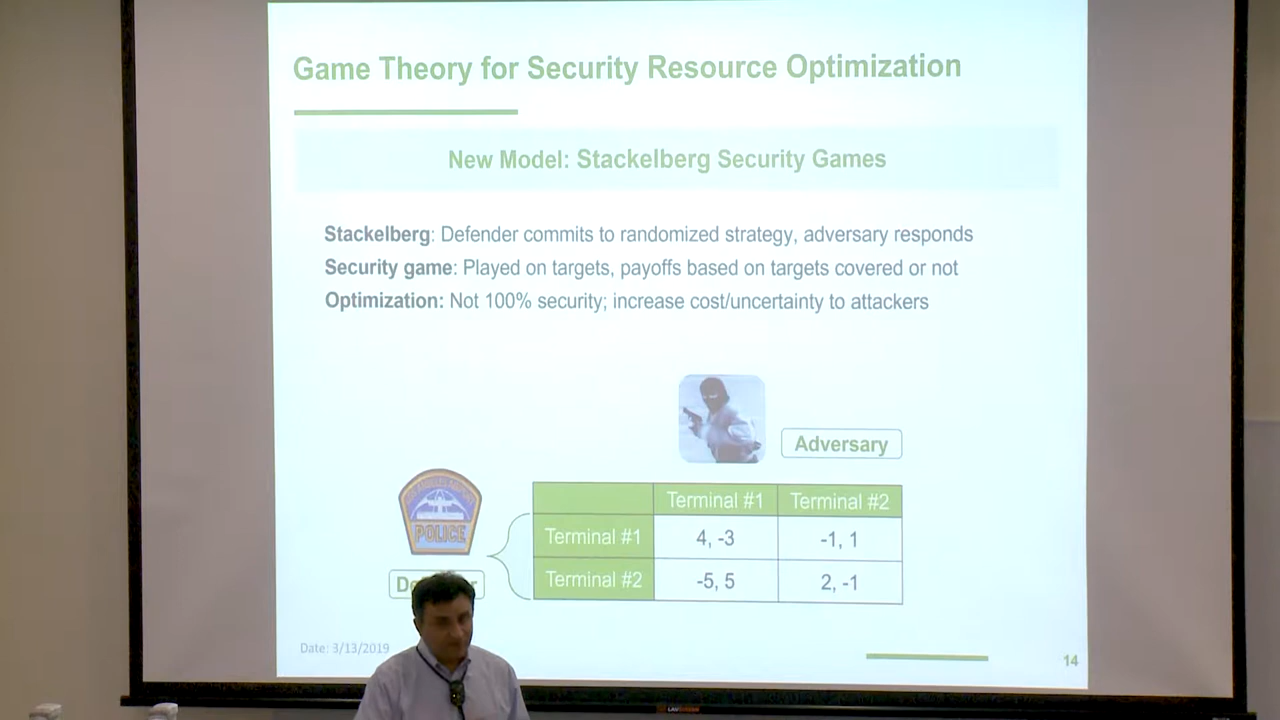 Game Theory for Security Resource Optimization
New Model: Stackelberg Security Games
Stackelberg: Defender commits to randomized strategy, adversary responds
Security game: Played on targets, payoffs based on targets covered or not
Optimization: Not 100% security; increase cost/uncertainty to attackers
Adversary
POLICE
Terminal #1 Terminal #2
Terminal #1 4, -3 -1, 1
Terminal #2 -5, 5 2, -1
Date: 3/13/2019
14